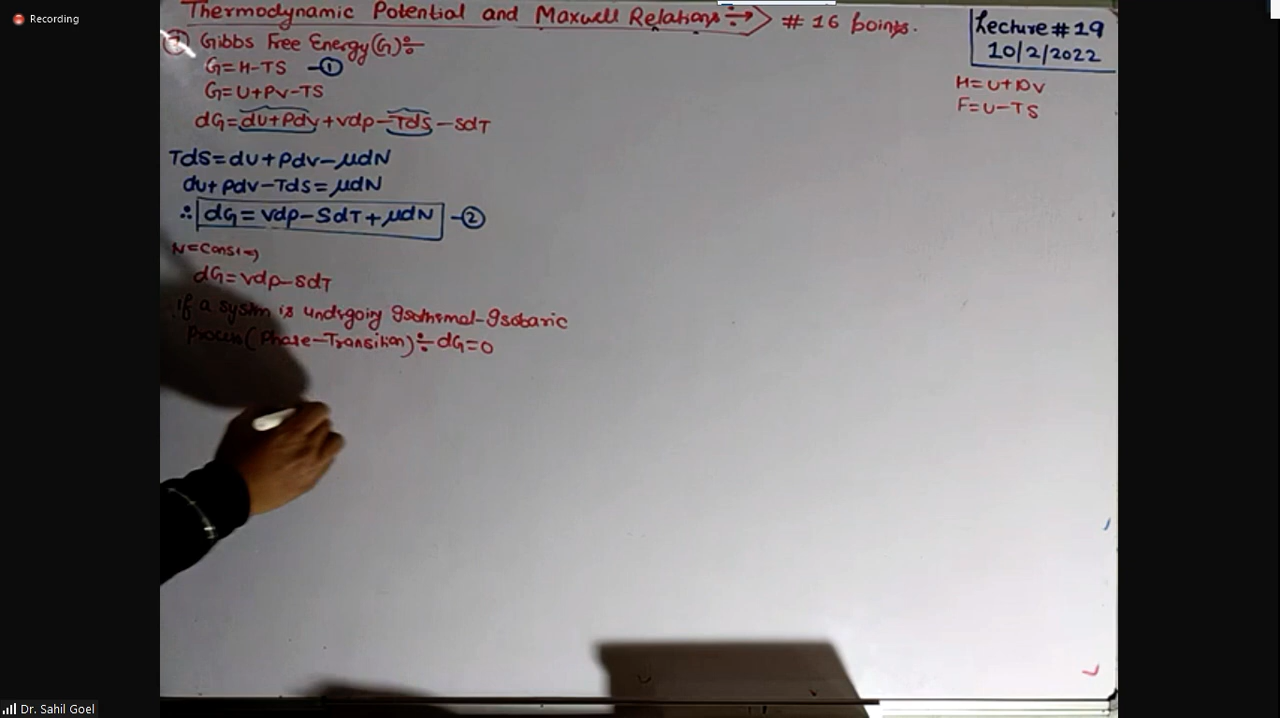 Recording
Thermodynamic Potential and Maxwell Relations ÷→ # 16 points.
Lecture # 19
10/2/2022
⑦ Gibbs Free Energy(G)÷
G=H-TS —①
G=U+PV-TS
dG=dU+Pdv+vdp-Tds-sdT
H=U+PV
F=U-TS
Tds=dU+Pdv-μdN
du+pdv-Tds=μdN
∴ dG=vdp-SdT+μdN —②
N=Const⇒
dG=vdp-sdT
If a system is undergoing Isothermal-Isobaric
Process(Phase-Transition)÷ dG=0
Dr. Sahil Goel